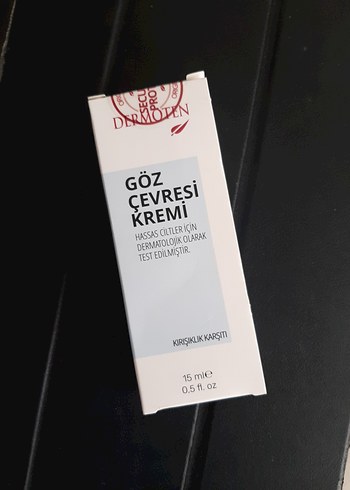 DERMOTEN
GÖZ
ÇEVRESİ
KREMİ
HASSAS CİLTLER İÇİN
DERMATOLOJİK OLARAK
TEST EDİLMİŞTİR.
KIRIŞIKLIK KARŞITI
15 ml℮
0,5 fl. oz